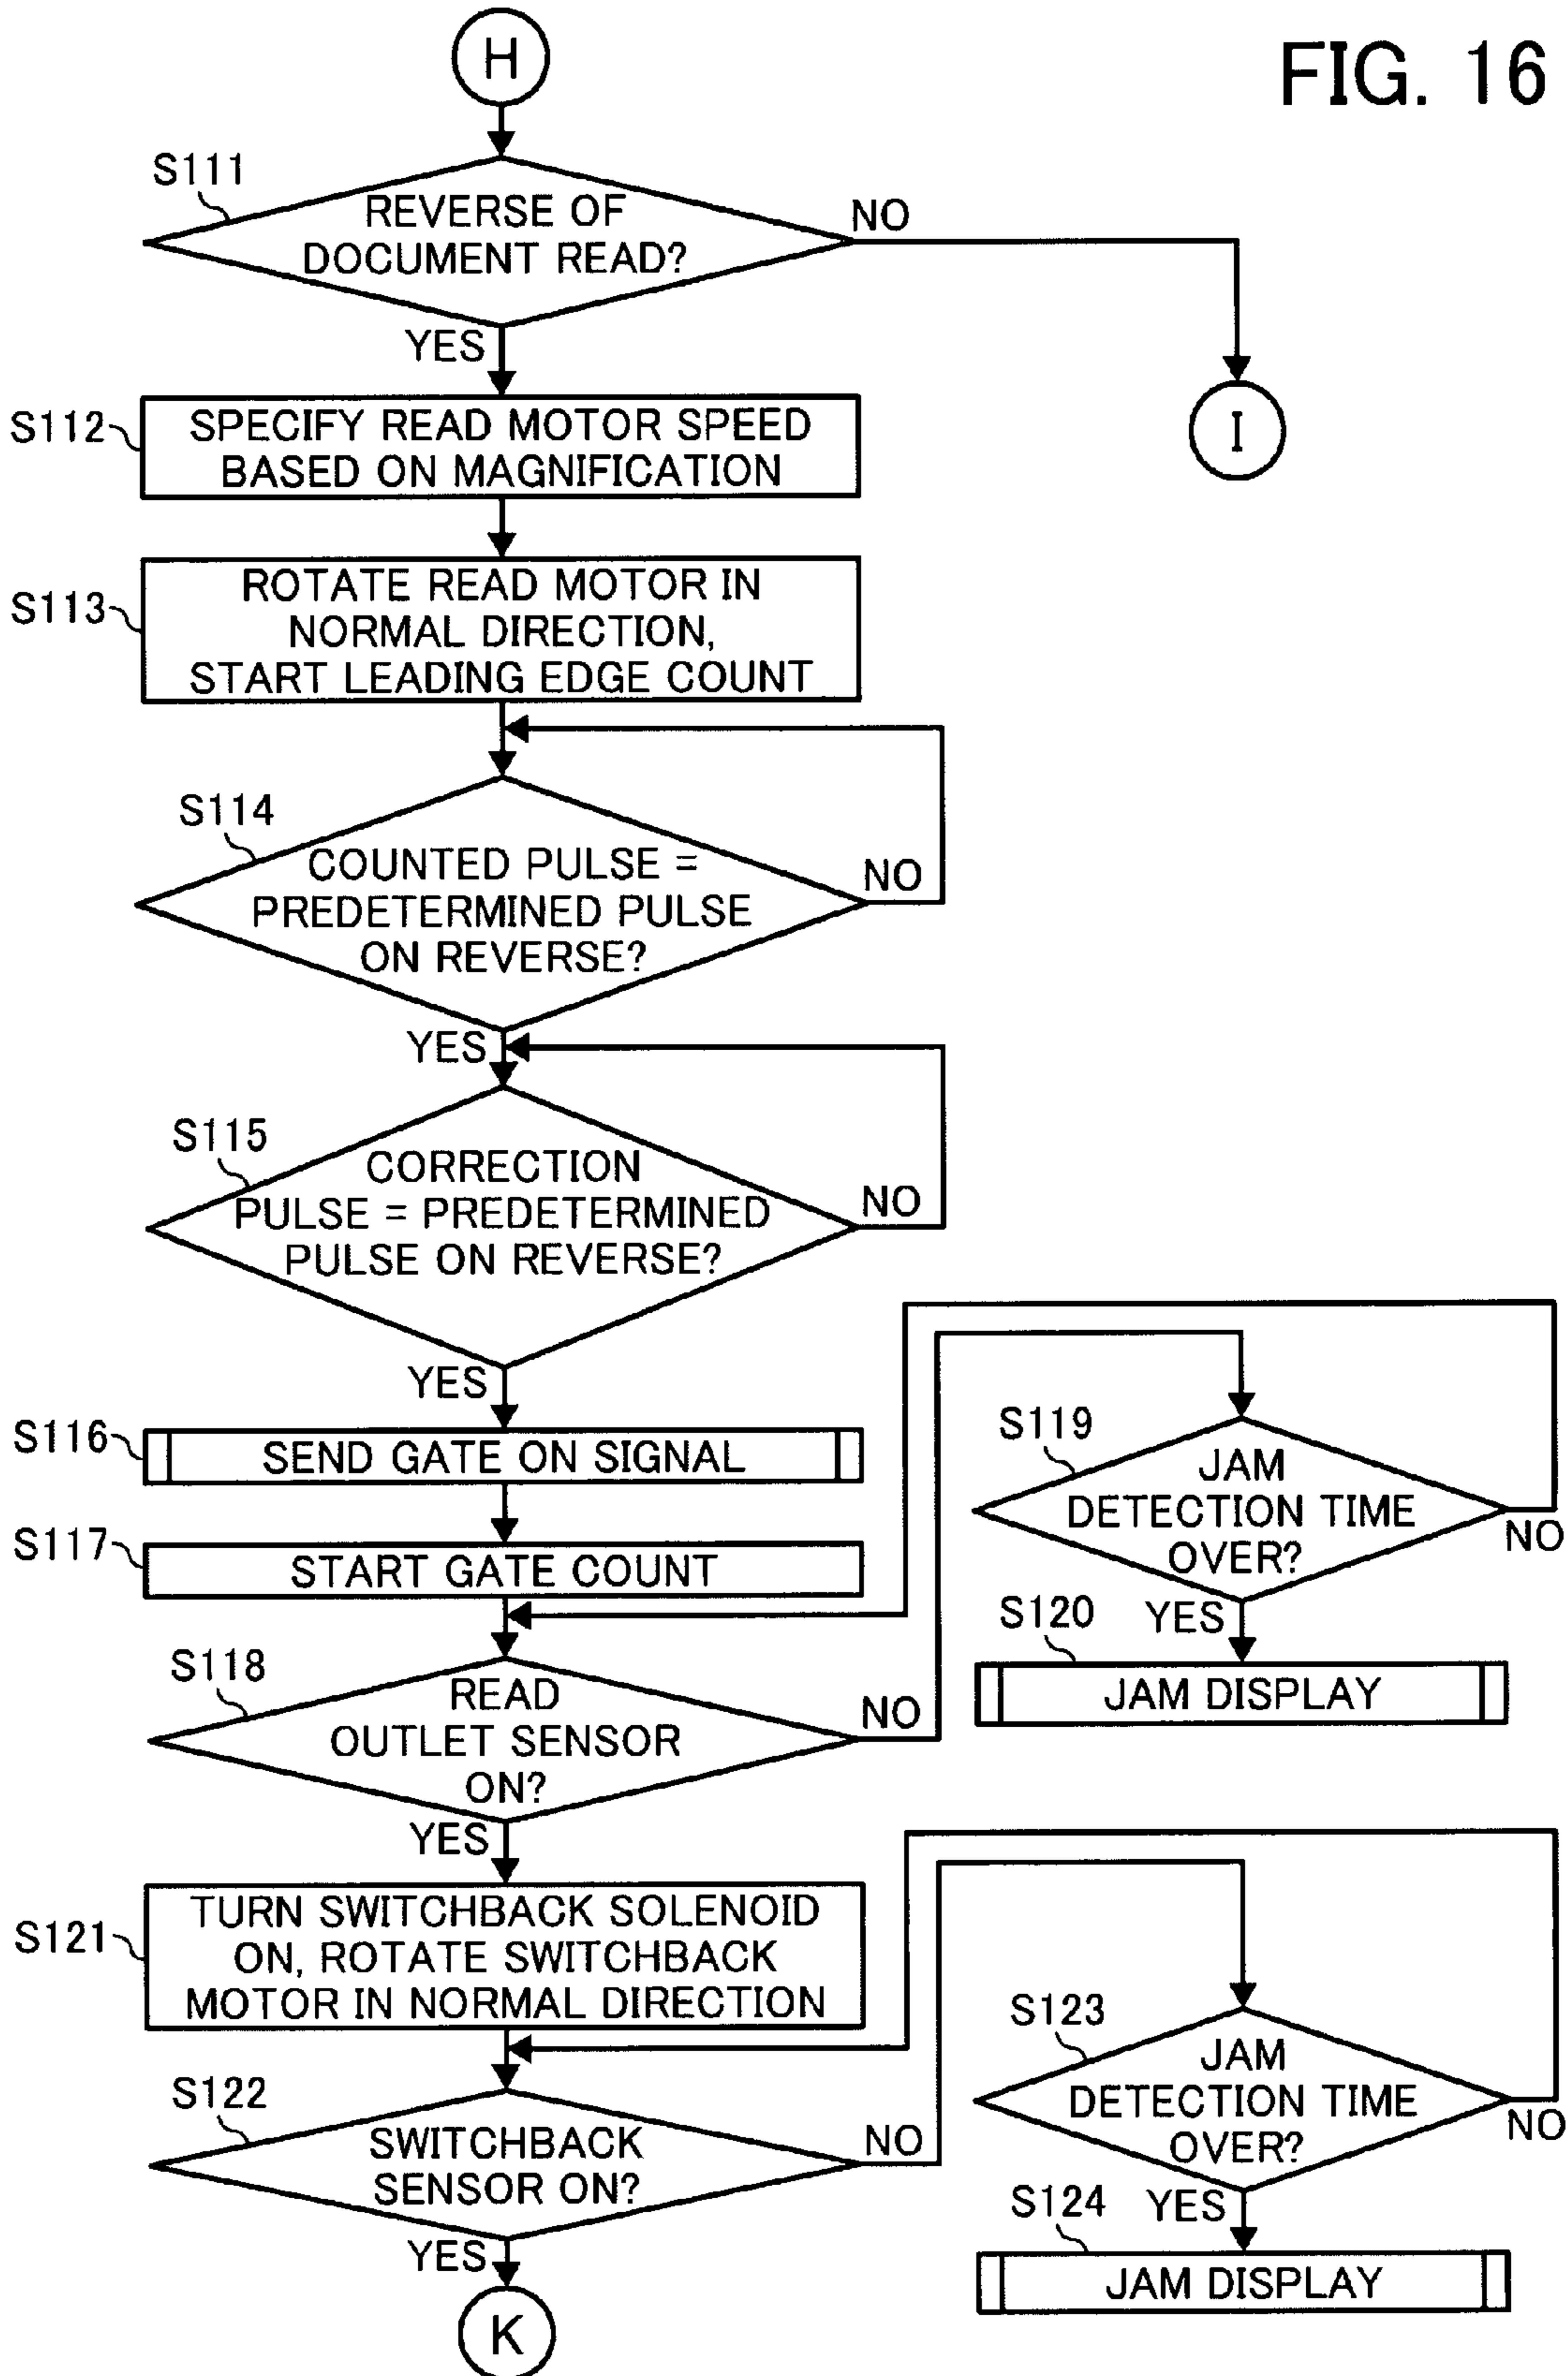 FIG. 16
H
S111
REVERSE OF
DOCUMENT READ?
NO
YES
I
S112
SPECIFY READ MOTOR SPEED
BASED ON MAGNIFICATION
S113
ROTATE READ MOTOR IN
NORMAL DIRECTION,
START LEADING EDGE COUNT
S114
COUNTED PULSE =
PREDETERMINED PULSE
ON REVERSE?
NO
YES
S115
CORRECTION
PULSE = PREDETERMINED
PULSE ON REVERSE?
NO
YES
S116
SEND GATE ON SIGNAL
S117
START GATE COUNT
S118
READ
OUTLET SENSOR
ON?
NO
YES
S119
JAM
DETECTION TIME
OVER?
NO
YES
S120
JAM DISPLAY
S121
TURN SWITCHBACK SOLENOID
ON, ROTATE SWITCHBACK
MOTOR IN NORMAL DIRECTION
S122
SWITCHBACK
SENSOR ON?
NO
YES
S123
JAM
DETECTION TIME
OVER?
NO
YES
S124
JAM DISPLAY
K